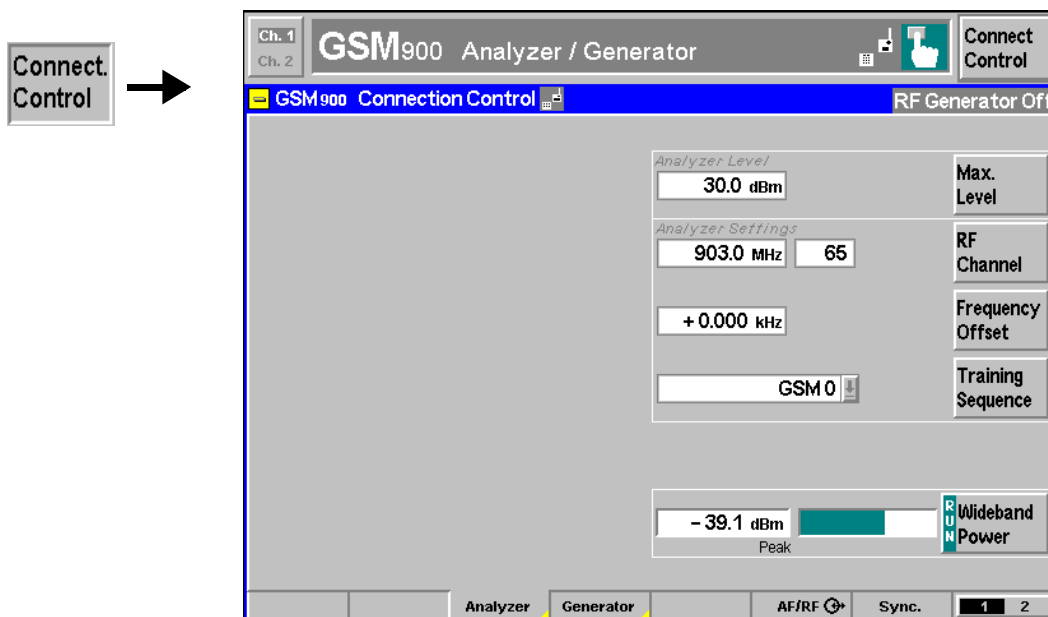 Connect.
Control
Ch. 1
Ch. 2
GSM900 Analyzer / Generator
Connect
Control
GSM900 Connection Control
RF Generator Off
Analyzer Level
30.0 dBm
Max.
Level
Analyzer Settings
903.0 MHz 65
RF
Channel
+ 0.000 kHz
Frequency
Offset
GSM 0
Training
Sequence
– 39.1 dBm
Peak
RUN
Wideband
Power
Analyzer Generator AF/RF Sync. 1 2